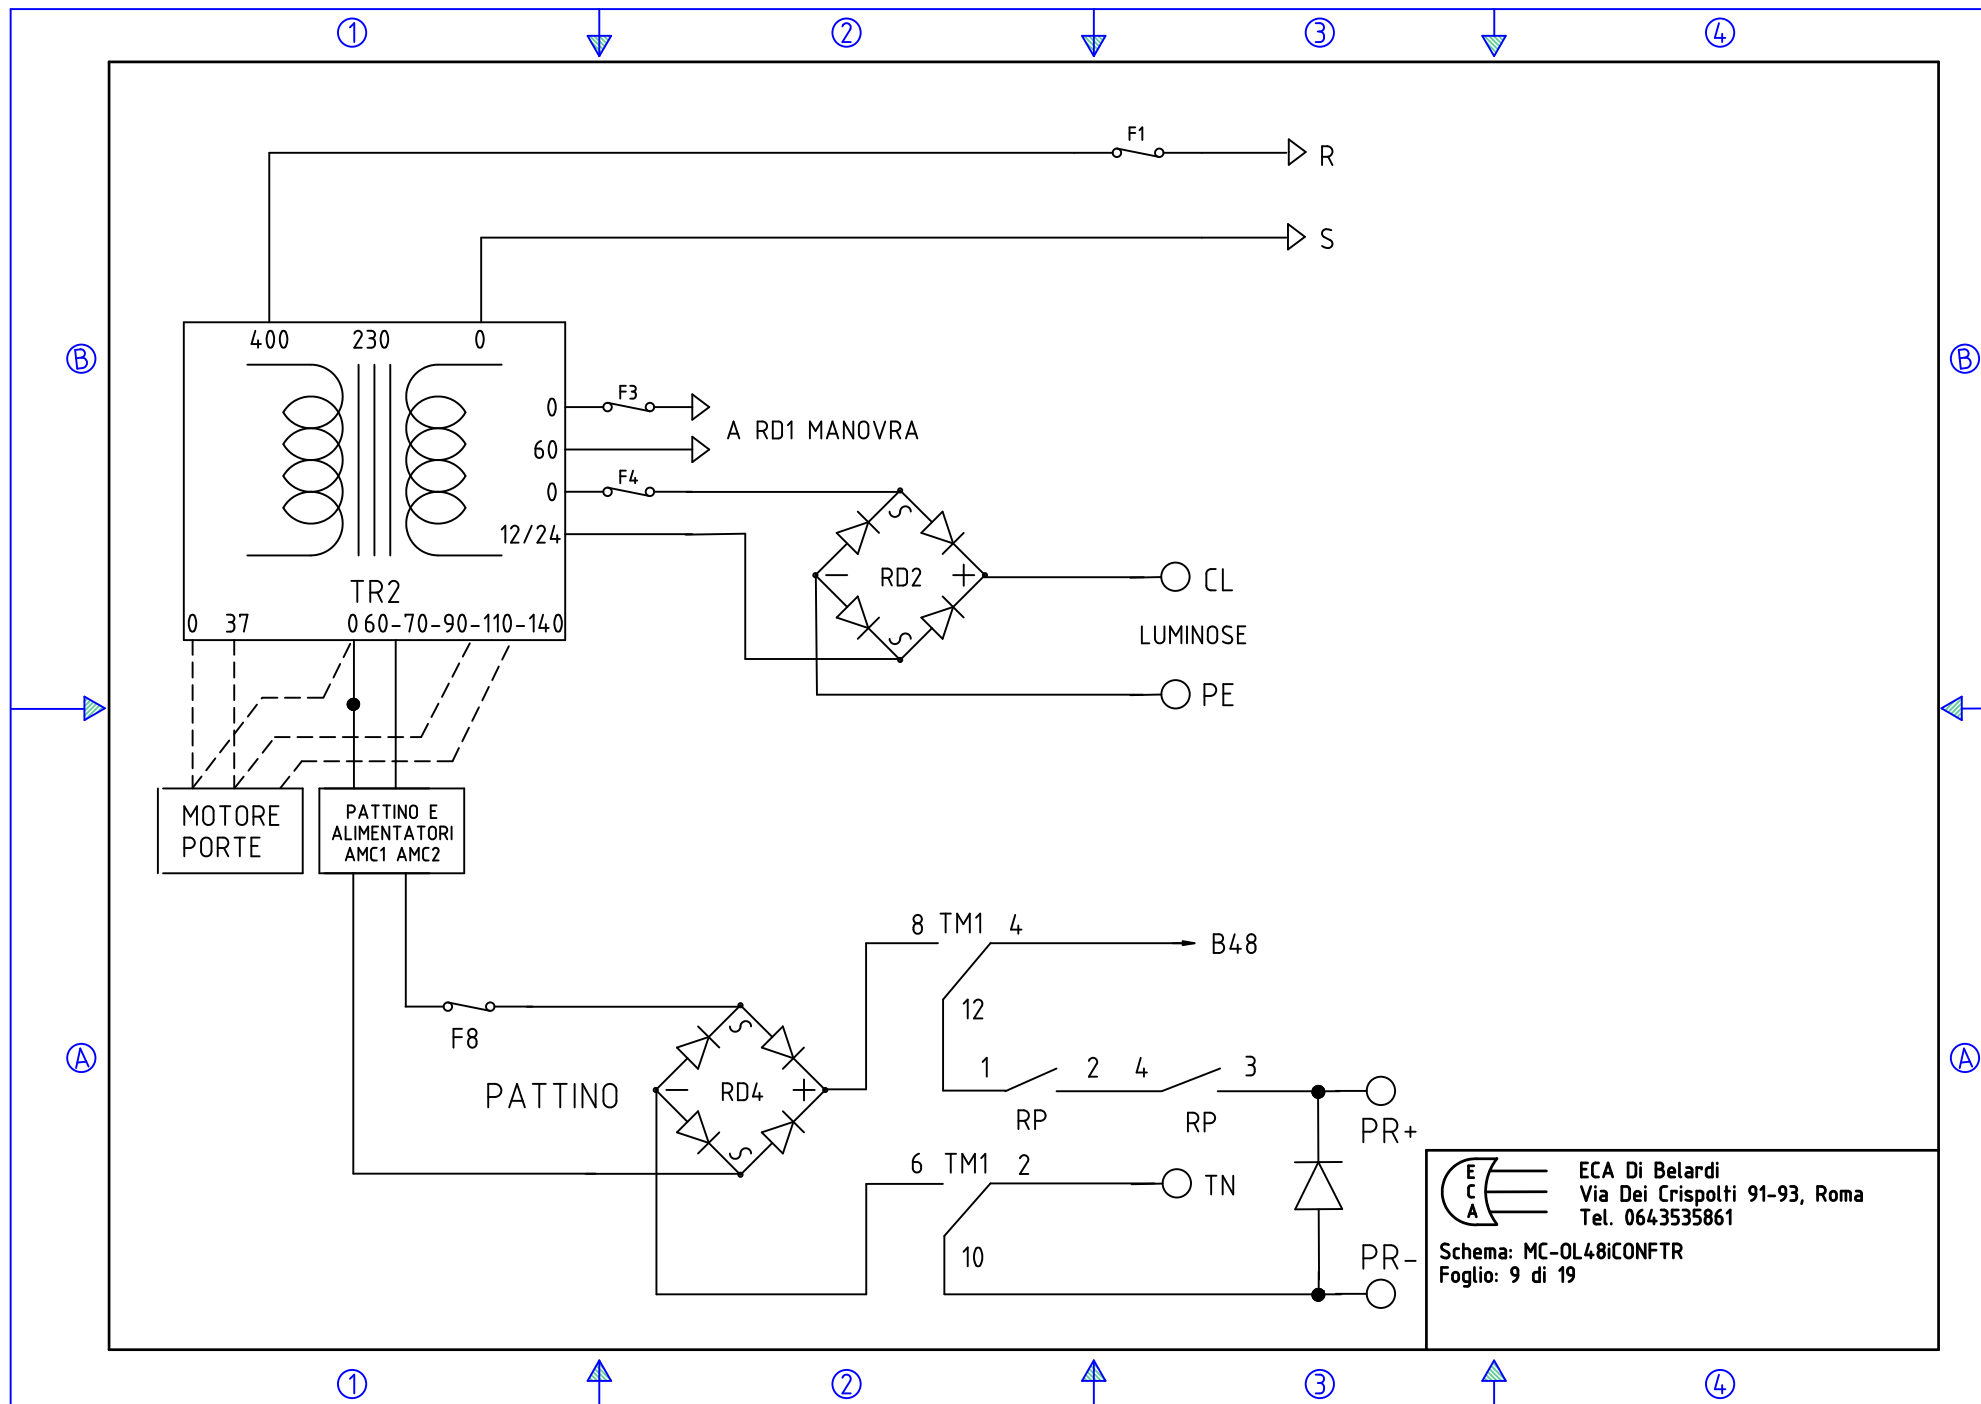 1 2 3 4
F1
R
S
B B
400 230 0
0 F3
A RD1 MANOVRA
60
0 F4
12/24
RD2
CL
TR2
LUMINOSE
0 37 0 60-70-90-110-140
PE
MOTORE
PORTE
PATTINO E
ALIMENTATORI
AMC1 AMC2
8 TM1 4
B48
12
F8
A A
1 2 4 3
PATTINO
RD4
RP RP
PR+
6 TM1 2
TN
10
PR-
E
C
A
ECA Di Belardi
Via Dei Crispolti 91-93, Roma
Tel. 0643535861
Schema: MC-OL48iCONFTR
Foglio: 9 di 19
1 2 3 4